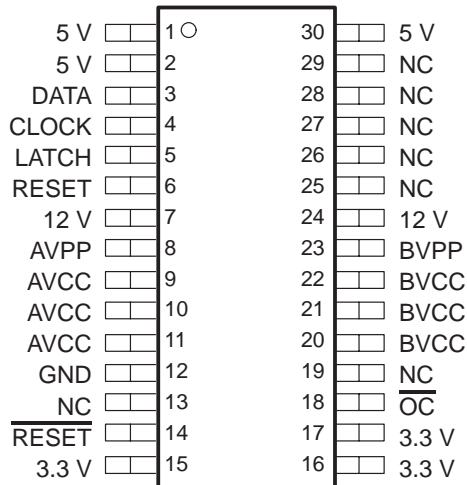 5 V 1 30 5 V
5 V 2 29 NC
DATA 3 28 NC
CLOCK 4 27 NC
LATCH 5 26 NC
RESET 6 25 NC
12 V 7 24 12 V
AVPP 8 23 BVPP
AVCC 9 22 BVCC
AVCC 10 21 BVCC
AVCC 11 20 BVCC
GND 12 19 NC
NC 13 18 O̅C̅
R̅E̅S̅E̅T̅ 14 17 3.3 V
3.3 V 15 16 3.3 V